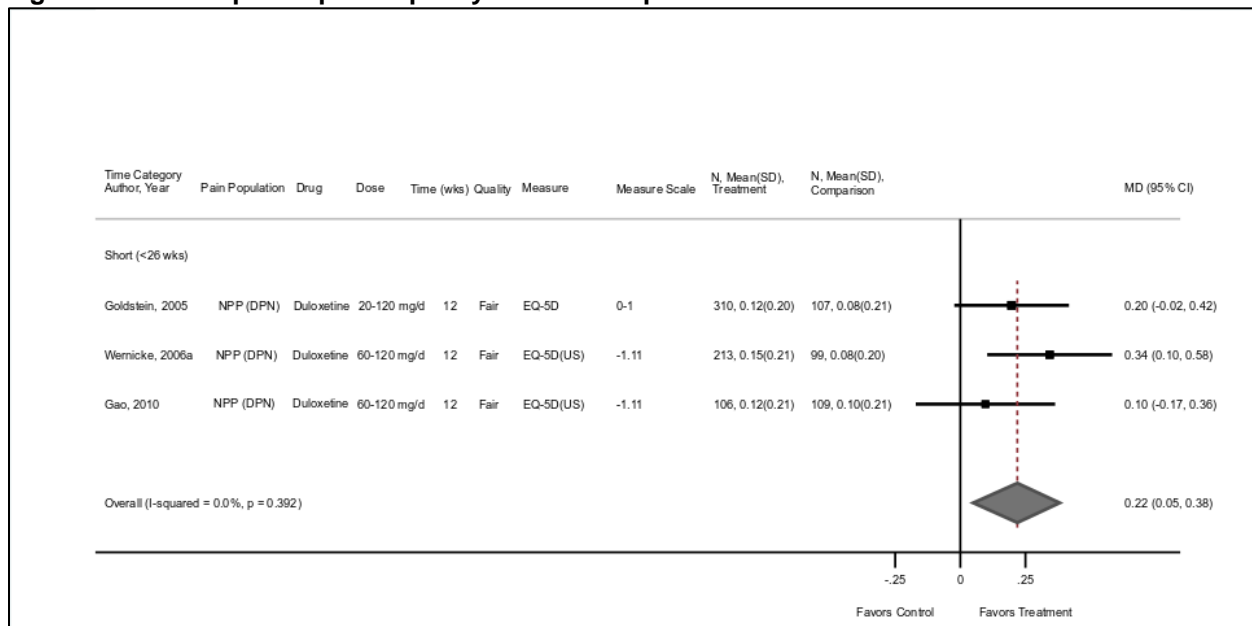 Time Category
Author, Year Pain Population Drug Dose Time (wks) Quality Measure Measure Scale N, Mean(SD), Treatment N, Mean(SD), Comparison MD (95% CI)
Short (<26 wks)
Goldstein, 2005 NPP (DPN) Duloxetine 20-120 mg/d 12 Fair EQ-5D 0-1 310, 0.12(0.20) 107, 0.08(0.21) 0.20 (-0.02, 0.42)
Wernicke, 2006a NPP (DPN) Duloxetine 60-120 mg/d 12 Fair EQ-5D(US) -1.11 213, 0.15(0.21) 99, 0.08(0.20) 0.34 (0.10, 0.58)
Gao, 2010 NPP (DPN) Duloxetine 60-120 mg/d 12 Fair EQ-5D(US) -1.11 106, 0.12(0.21) 109, 0.10(0.21) 0.10 (-0.17, 0.36)
Overall (I-squared = 0.0%, p = 0.392) 0.22 (0.05, 0.38)
-.25 0 .25
Favors Control Favors Treatment